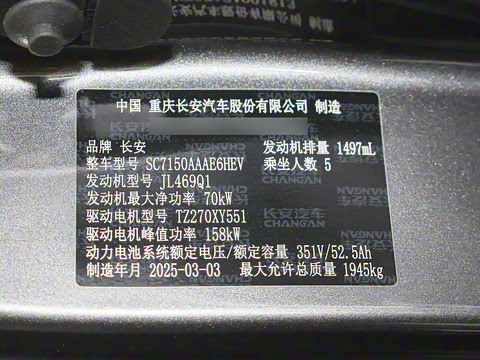 中国 重庆长安汽车股份有限公司 制造
品牌 长安 发动机排量 1497mL
整车型号 SC7150AAAE6HEV 乘坐人数 5
发动机型号 JL469Q1
发动机最大净功率 70kW
驱动电机型号 TZ270XY551
驱动电机峰值功率 158kW
动力电池系统额定电压/额定容量 351V/52.5Ah
制造年月 2025-03-03 最大允许总质量 1945kg